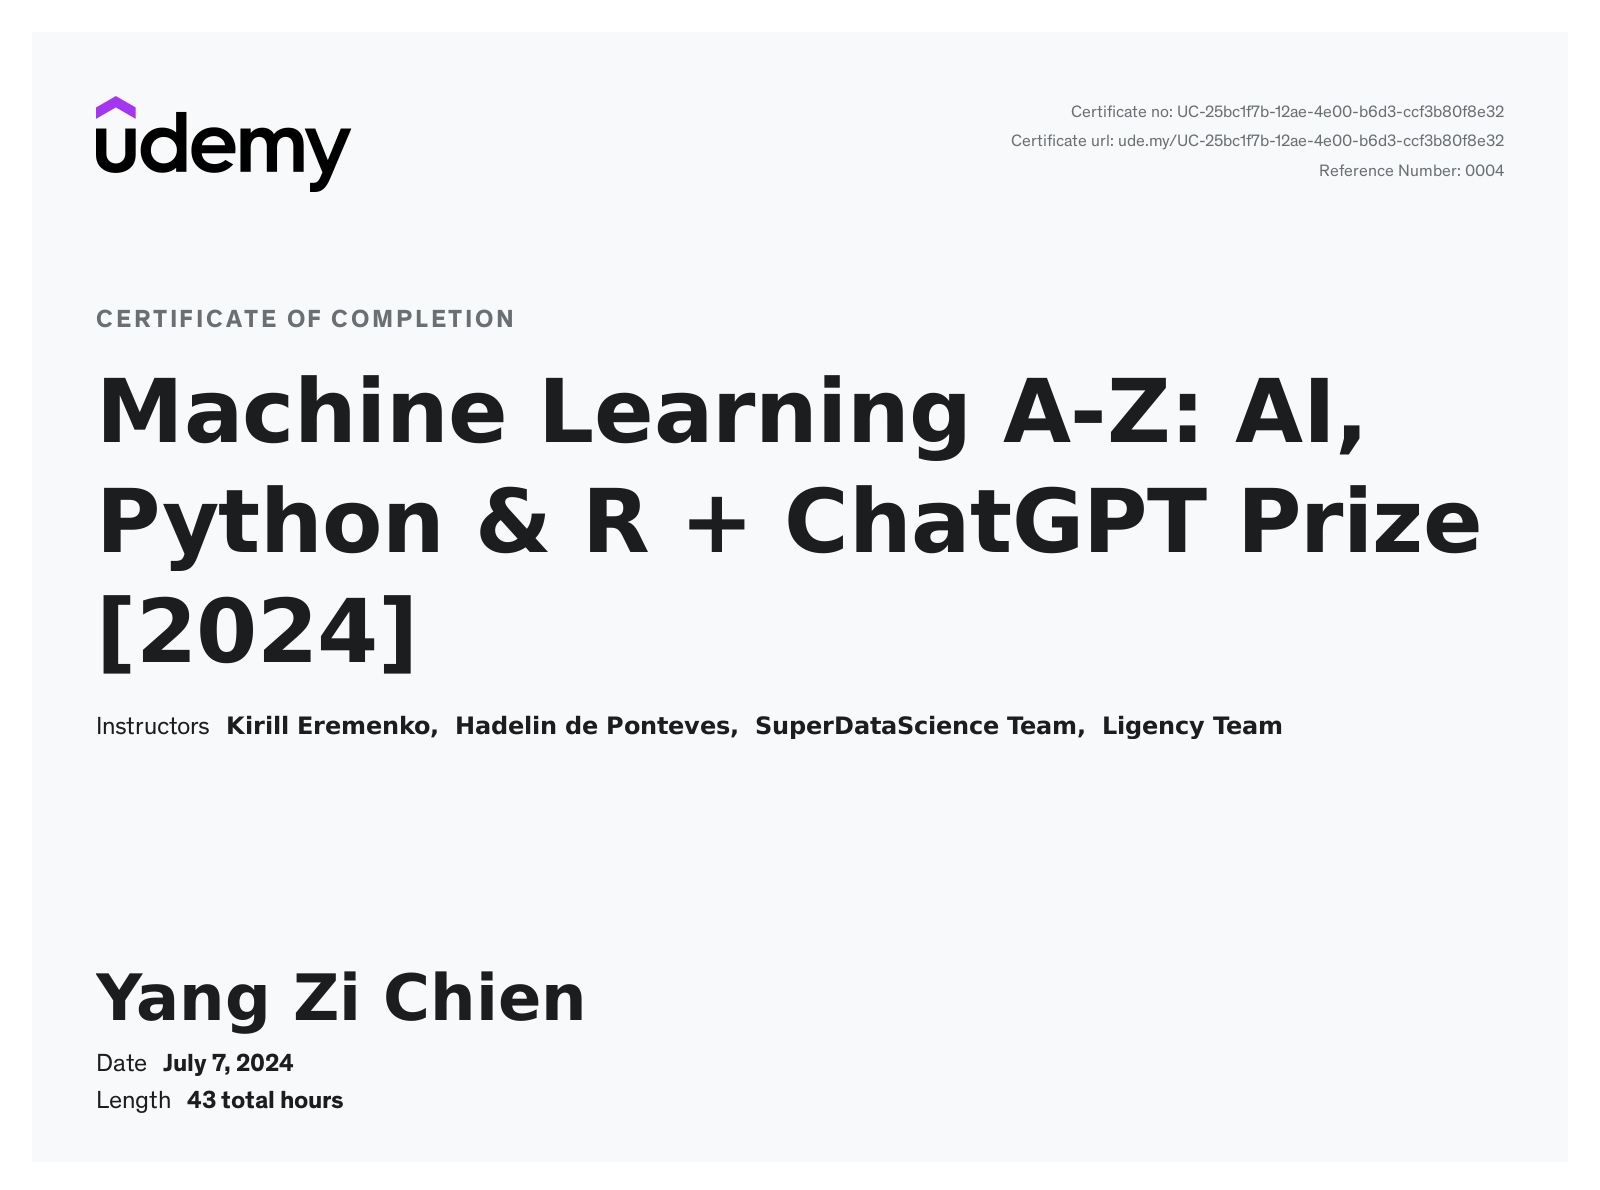 udemy
Certificate no: UC-25bc1f7b-12ae-4e00-b6d3-ccf3b80f8e32
Certificate url: ude.my/UC-25bc1f7b-12ae-4e00-b6d3-ccf3b80f8e32
Reference Number: 0004
CERTIFICATE OF COMPLETION
Machine Learning A-Z: AI,
Python & R + ChatGPT Prize
[2024]
Instructors Kirill Eremenko, Hadelin de Ponteves, SuperDataScience Team, Ligency Team
Yang Zi Chien
Date July 7, 2024
Length 43 total hours